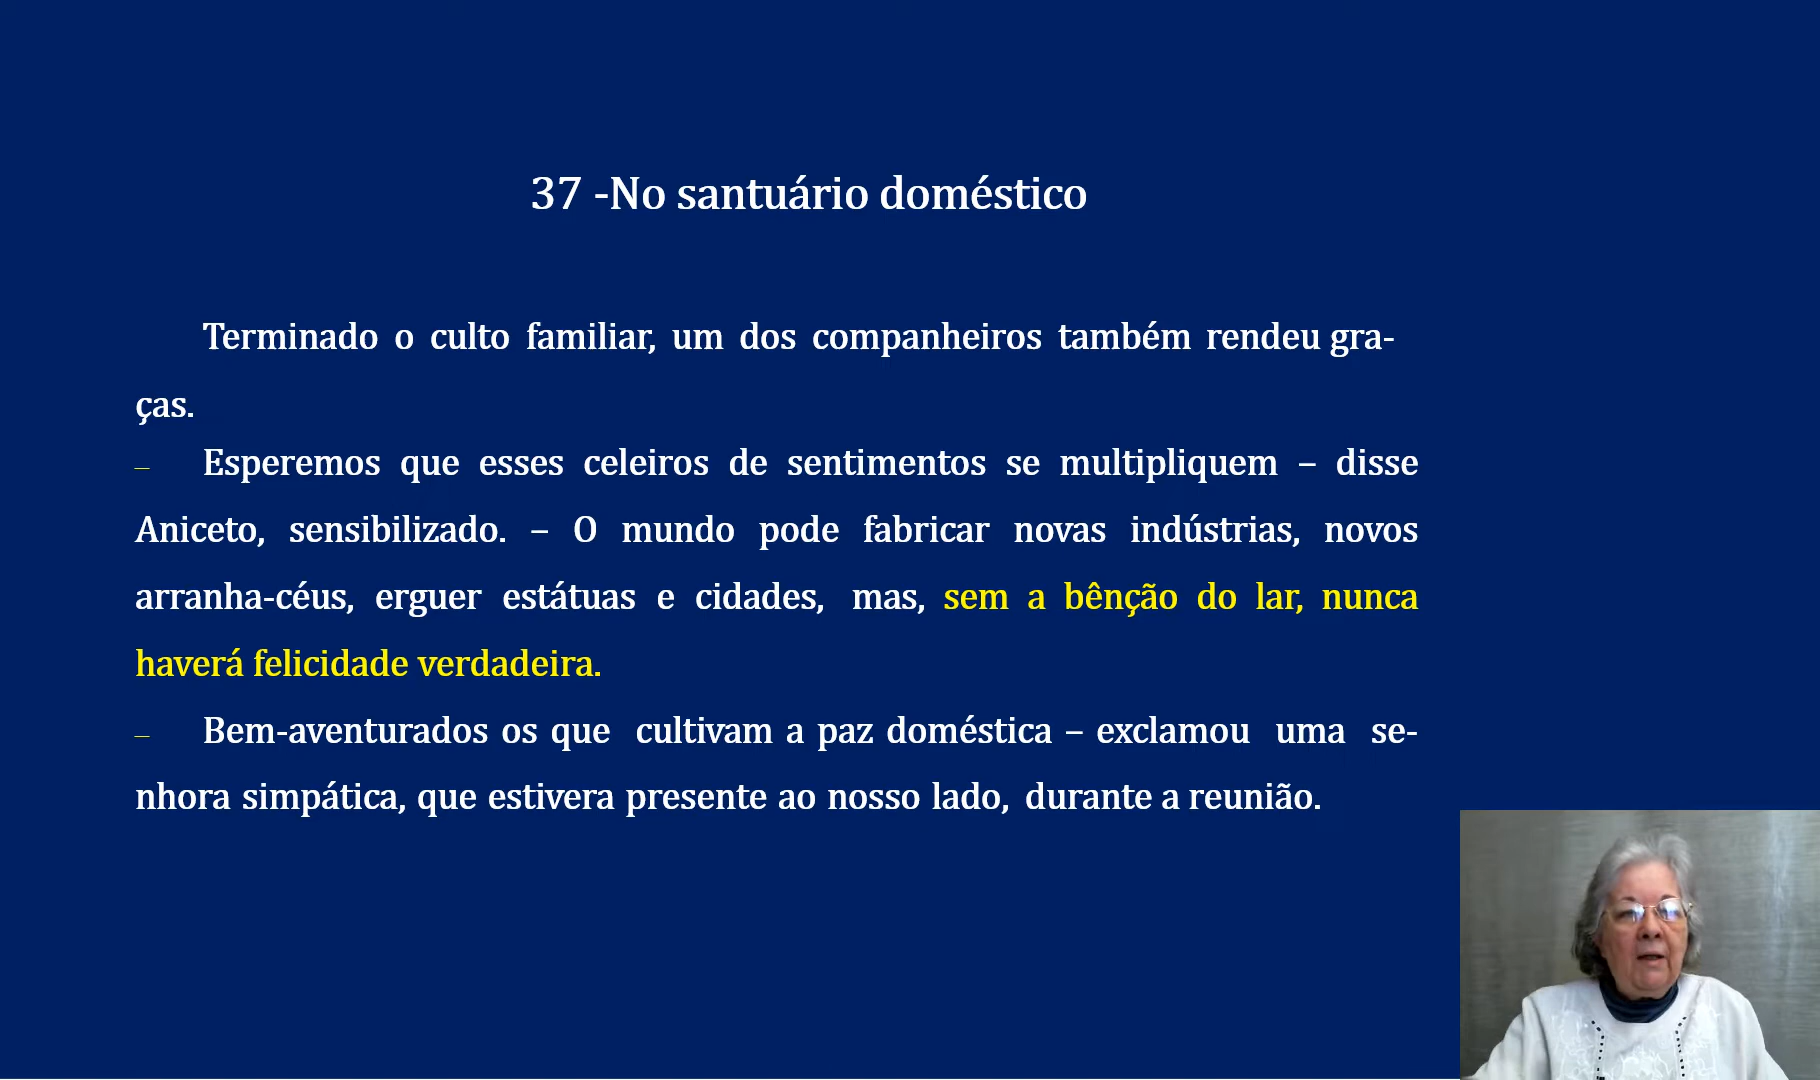 37 -No santuário doméstico
Terminado o culto familiar, um dos companheiros também rendeu gra-
ças.
– Esperemos que esses celeiros de sentimentos se multipliquem – disse
Aniceto, sensibilizado. – O mundo pode fabricar novas indústrias, novos
arranha-céus, erguer estátuas e cidades, mas, sem a bênção do lar, nunca
haverá felicidade verdadeira.
– Bem-aventurados os que cultivam a paz doméstica – exclamou uma se-
nhora simpática, que estivera presente ao nosso lado, durante a reunião.